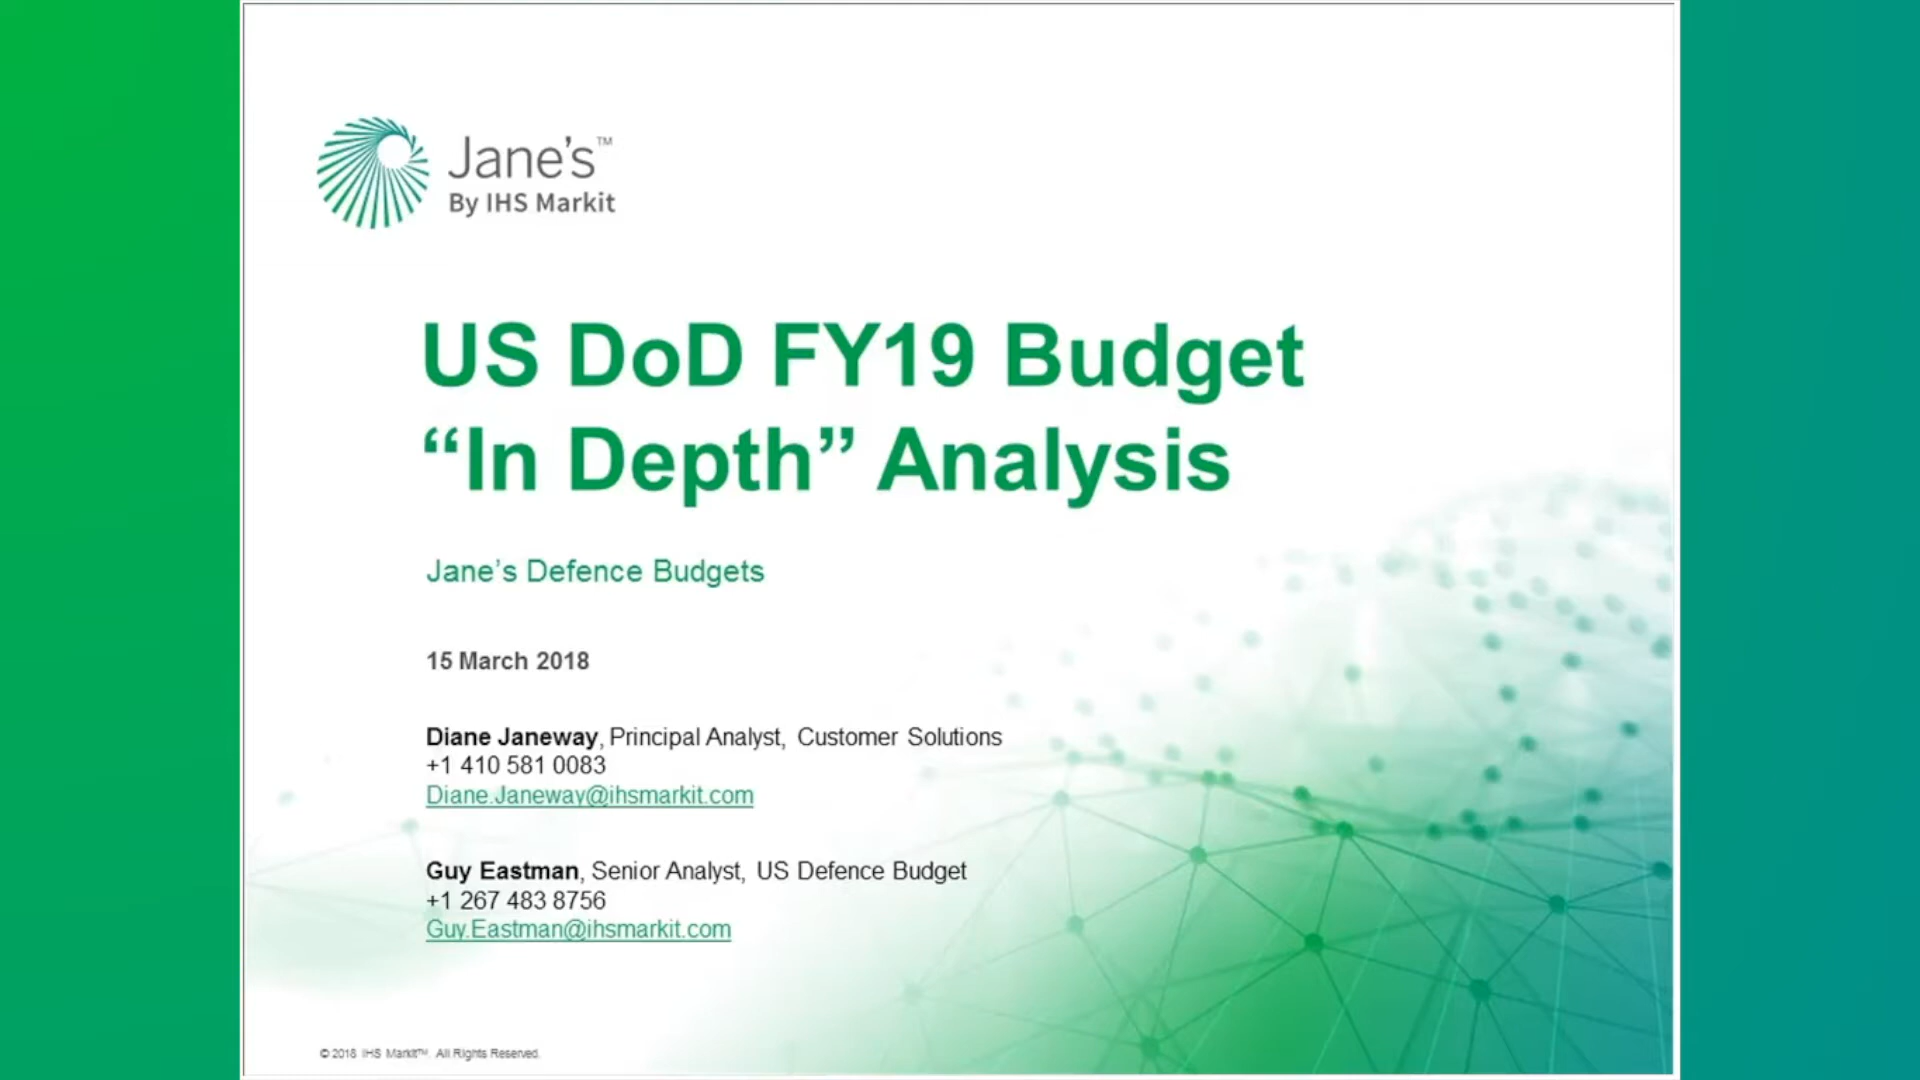 Jane's™
By IHS Markit
US DoD FY19 Budget
“In Depth” Analysis
Jane’s Defence Budgets
15 March 2018
Diane Janeway, Principal Analyst, Customer Solutions
+1 410 581 0083
Diane.Janeway@ihsmarkit.com
Guy Eastman, Senior Analyst, US Defence Budget
+1 267 483 8756
Guy.Eastman@ihsmarkit.com
© 2018 IHS Markit™. All Rights Reserved.